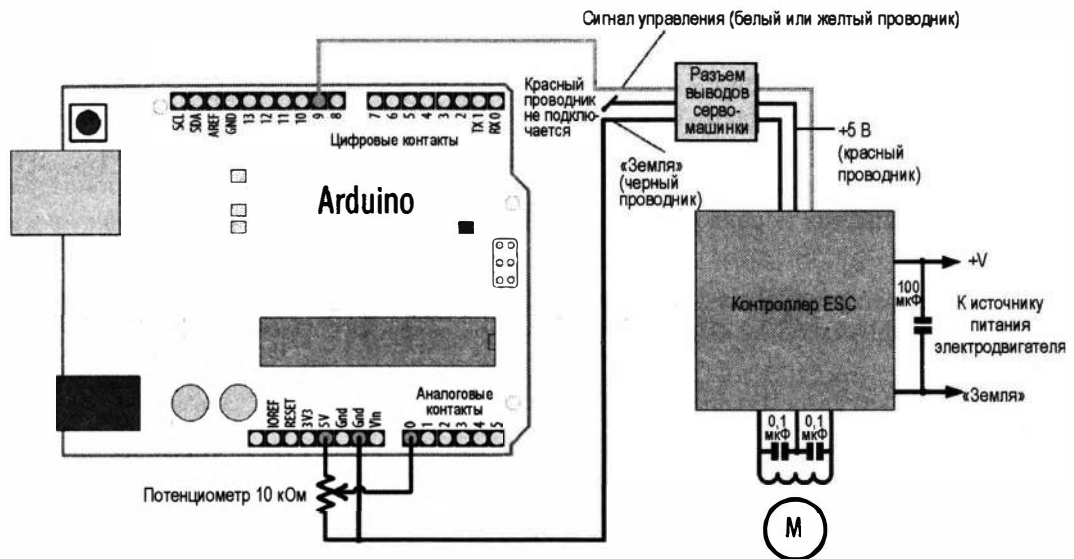 Сигнал управления (белый или желтый проводник)
Красный
проводник
не подклю-
чается
Разъем
выводов
серво-
машинки
+5 В
(красный
проводник)
«Земля»
(черный
проводник)
SCL
SDA
AREF
GND
13
12
11
10
9
8
7
6
5
4
3
2
TX 1
RX 0
Цифровые контакты
Arduino
Контроллер ESC
+V
100
мкФ
К источнику
питания
электродвигателя
«Земля»
Аналоговые
контакты
IOREF
RESET
3V3
5V
Gnd
Gnd
Vin
0
1
2
3
4
5
0,1
мкФ
0,1
мкФ
Потенциометр 10 кОм
М